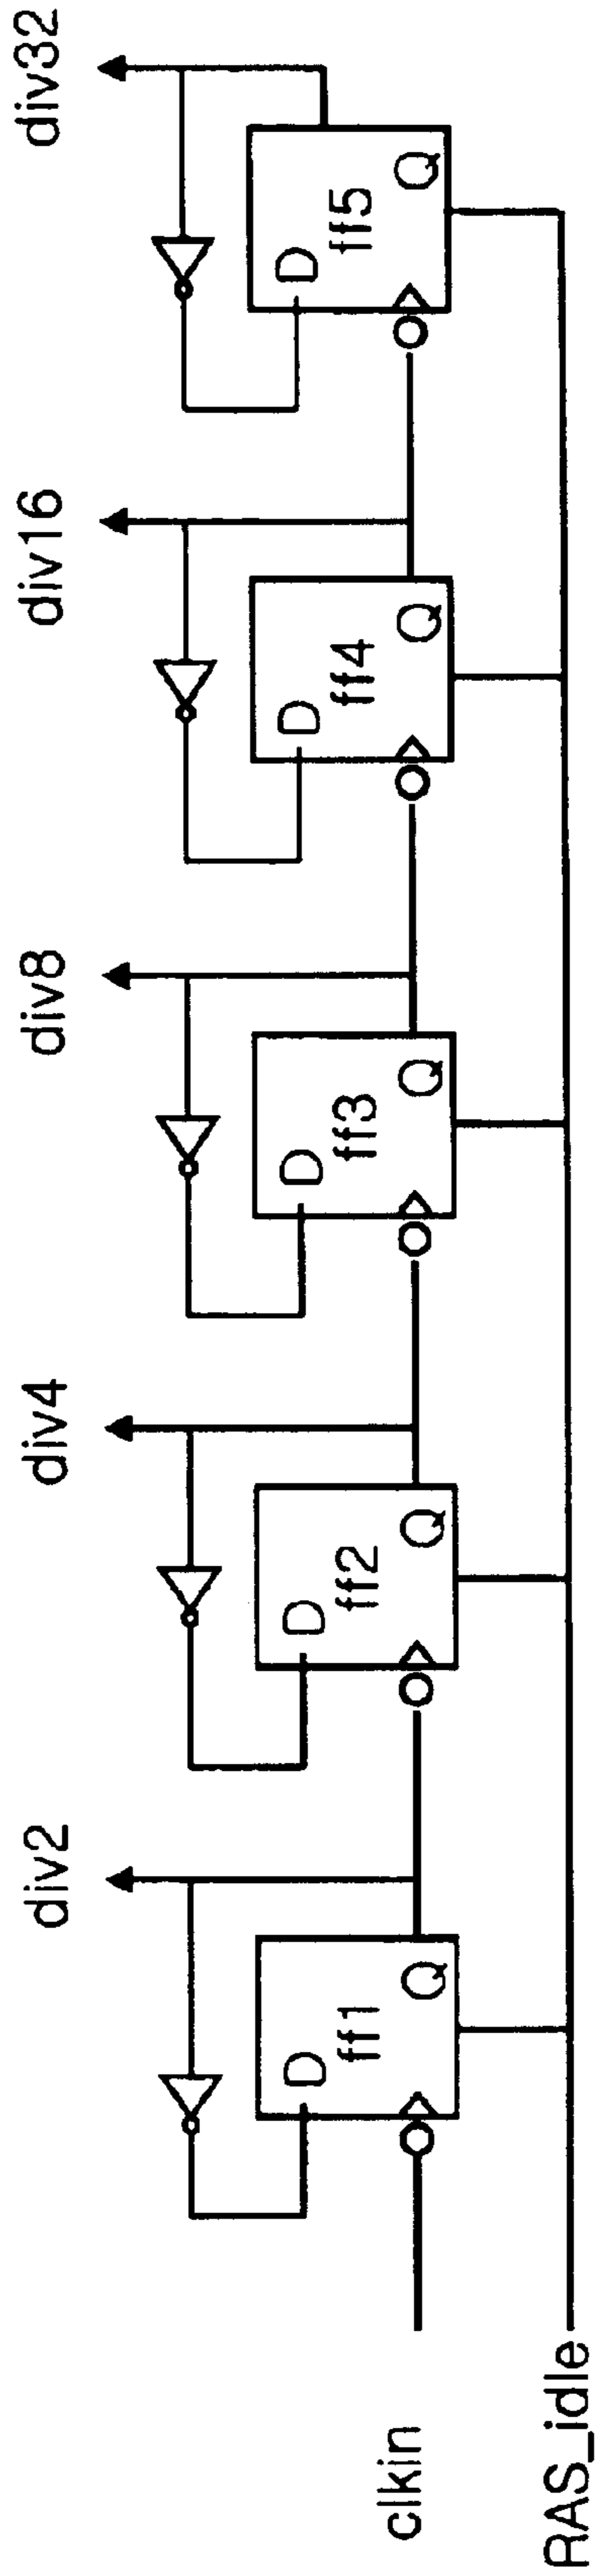 div2
div4
div8
div16
div32
D
ff1
Q
D
ff2
Q
D
ff3
Q
D
ff4
Q
D
ff5
Q
clkin
RAS_idle